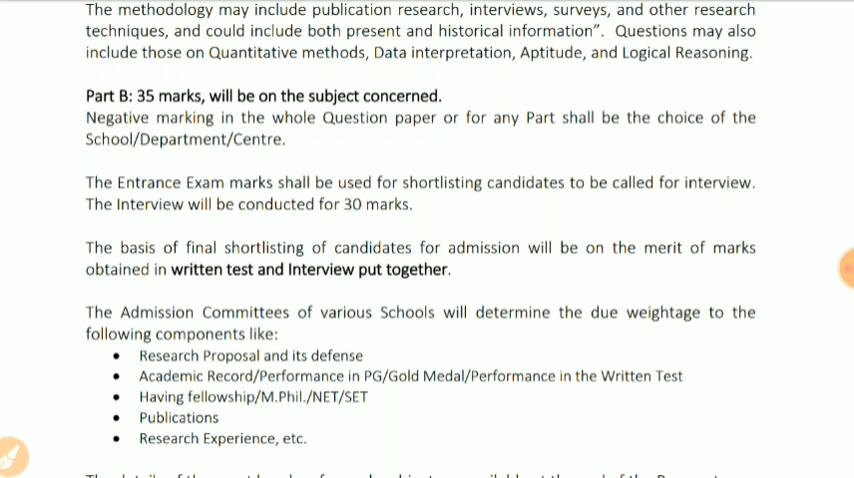 The methodology may include publication research, interviews, surveys, and other research
techniques, and could include both present and historical information”. Questions may also
include those on Quantitative methods, Data interpretation, Aptitude, and Logical Reasoning.
Part B: 35 marks, will be on the subject concerned.
Negative marking in the whole Question paper or for any Part shall be the choice of the
School/Department/Centre.
The Entrance Exam marks shall be used for shortlisting candidates to be called for interview.
The Interview will be conducted for 30 marks.
The basis of final shortlisting of candidates for admission will be on the merit of marks
obtained in written test and Interview put together.
The Admission Committees of various Schools will determine the due weightage to the
following components like:
• Research Proposal and its defense
• Academic Record/Performance in PG/Gold Medal/Performance in the Written Test
• Having fellowship/M.Phil./NET/SET
• Publications
• Research Experience, etc.